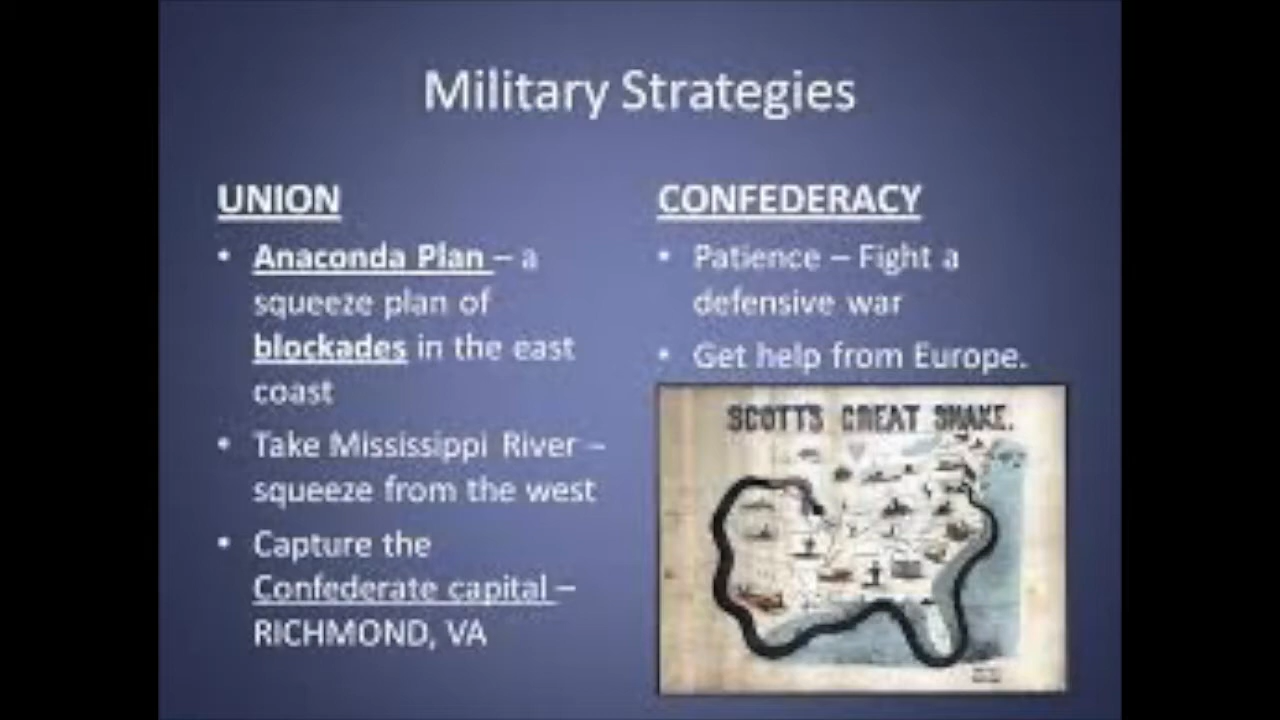 Military Strategies
UNION
• Anaconda Plan – a
squeeze plan of
blockades in the east
coast
• Take Mississippi River –
squeeze from the west
• Capture the
Confederate capital –
RICHMOND, VA
CONFEDERACY
• Patience – Fight a
defensive war
• Get help from Europe.
SCOTT'S GREAT SNAKE.